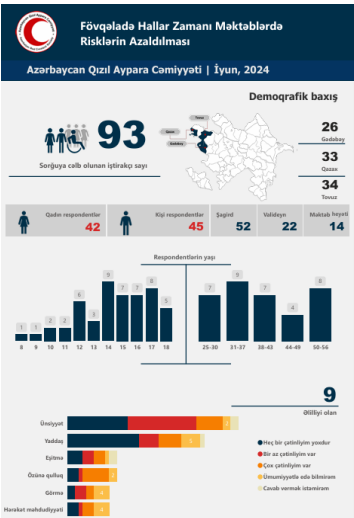 Fövqəladə Hallar Zamanı Məktəblərdə
Risklərin Azaldılması
Azərbaycan Qızıl Aypara Cəmiyyəti | İyun, 2024
Demoqrafik baxış
93
Sorğuya cəlb olunan iştirakçı sayı
Tovuz
Qazax
Gədəbəy
26
Gədəbəy
33
Qazax
34
Tovuz
Qadın respondentlər
42
Kişi respondentlər
45
Şagird
52
Valideyn
22
Məktəb heyəti
14
Respondentlərin yaşı
1 1 2 2 6 3 9 7 7 8 5
8 9 10 11 12 13 14 15 16 17 18
7 9 7 4 8
25-30 31-37 38-43 44-49 50-56
9
Əlilliyi olan
Ünsiyyət
Yaddaş
Eşitmə
Özünə qulluq
Görmə
Hərəkət məhdudiyyəti
Heç bir çətinliyim yoxdur
Bir az çətinliyim var
Çox çətinliyim var
Ümumiyyətlə edə bilmirəm
Cavab vermək istəmirəm